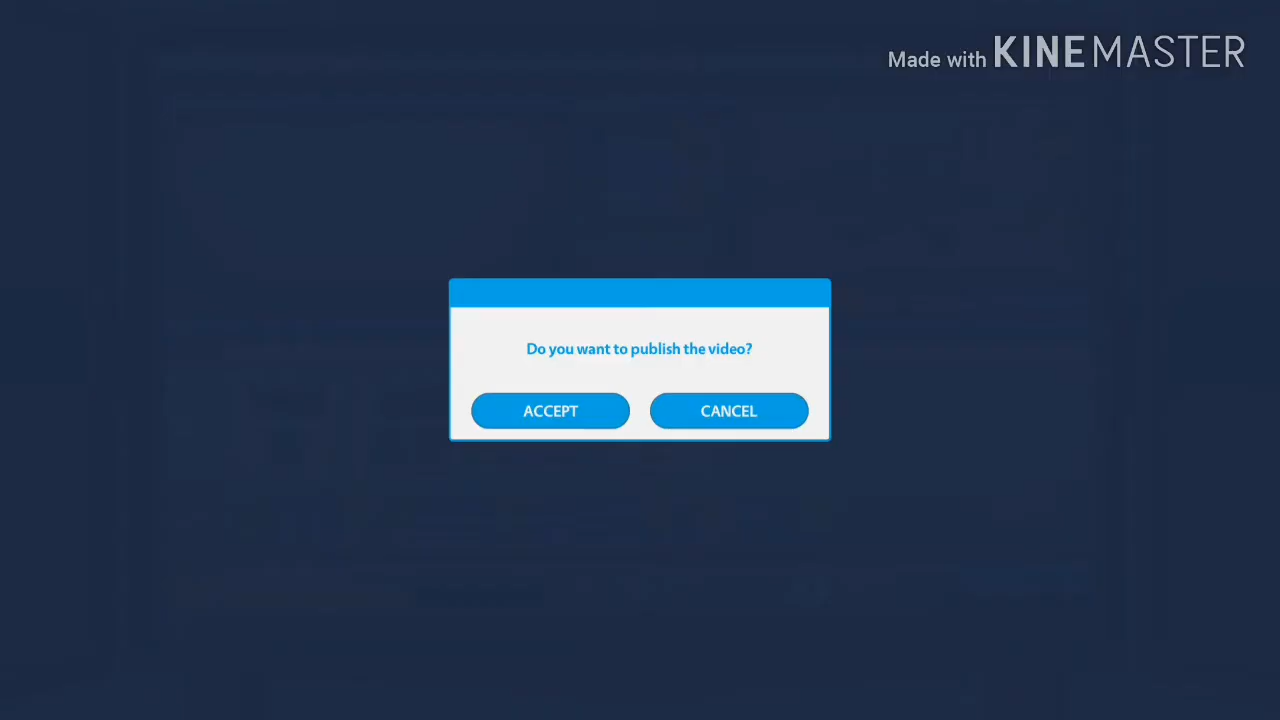 Made with KINEMASTER
Do you want to publish the video?
ACCEPT
CANCEL